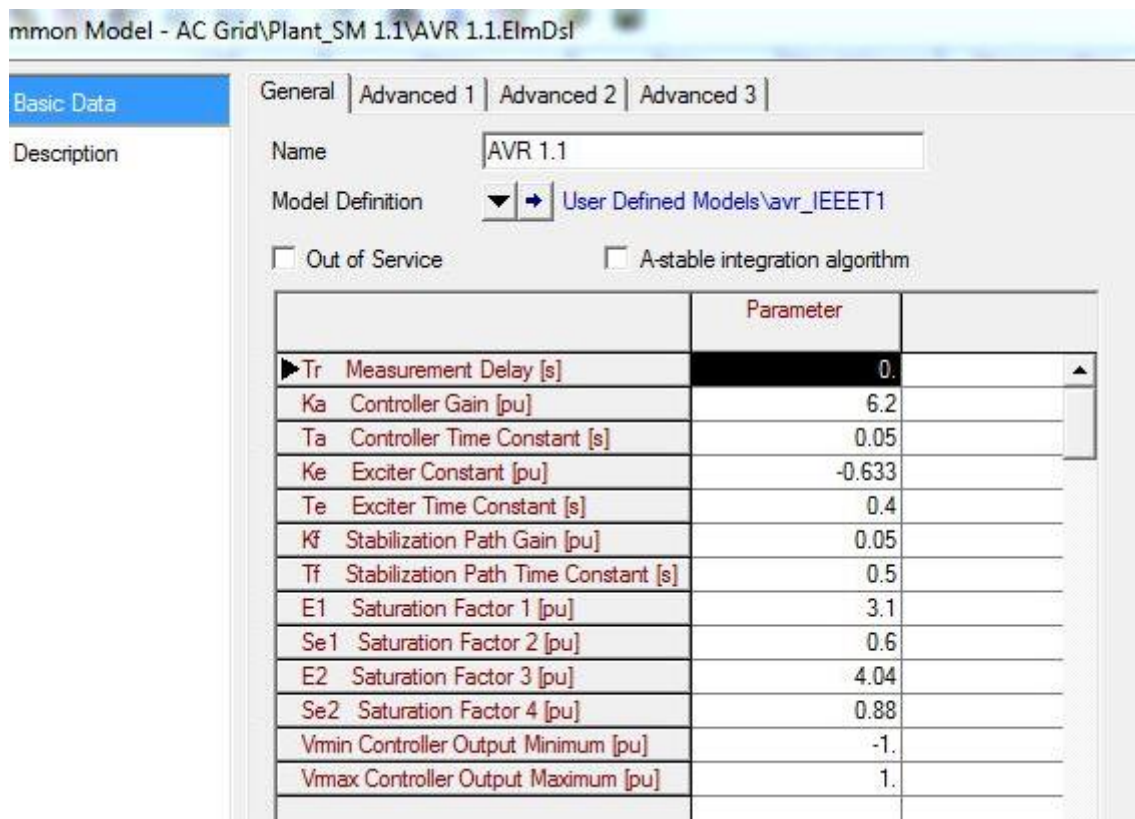 mmon Model - AC Grid\Plant_SM 1.1\AVR 1.1.ElmDsl
Basic Data
Description
General Advanced 1 Advanced 2 Advanced 3
Name AVR 1.1
Model Definition User Defined Models\avr_IEEET1
Out of Service A-stable integration algorithm
Parameter
Tr Measurement Delay [s] 0.
Ka Controller Gain [pu] 6.2
Ta Controller Time Constant [s] 0.05
Ke Exciter Constant [pu] -0.633
Te Exciter Time Constant [s] 0.4
Kf Stabilization Path Gain [pu] 0.05
Tf Stabilization Path Time Constant [s] 0.5
E1 Saturation Factor 1 [pu] 3.1
Se1 Saturation Factor 2 [pu] 0.6
E2 Saturation Factor 3 [pu] 4.04
Se2 Saturation Factor 4 [pu] 0.88
Vmin Controller Output Minimum [pu] -1.
Vmax Controller Output Maximum [pu] 1.